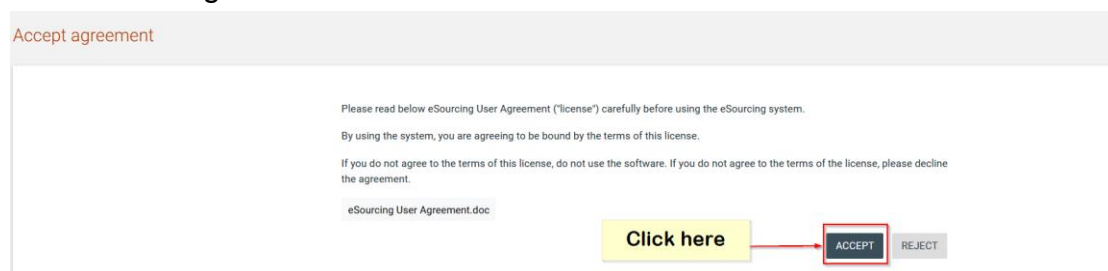 Accept agreement
Please read below eSourcing User Agreement ("license") carefully before using the eSourcing system.
By using the system, you are agreeing to be bound by the terms of this license.
If you do not agree to the terms of this license, do not use the software. If you do not agree to the terms of the license, please decline
the agreement.
eSourcing User Agreement.doc
Click here
ACCEPT REJECT